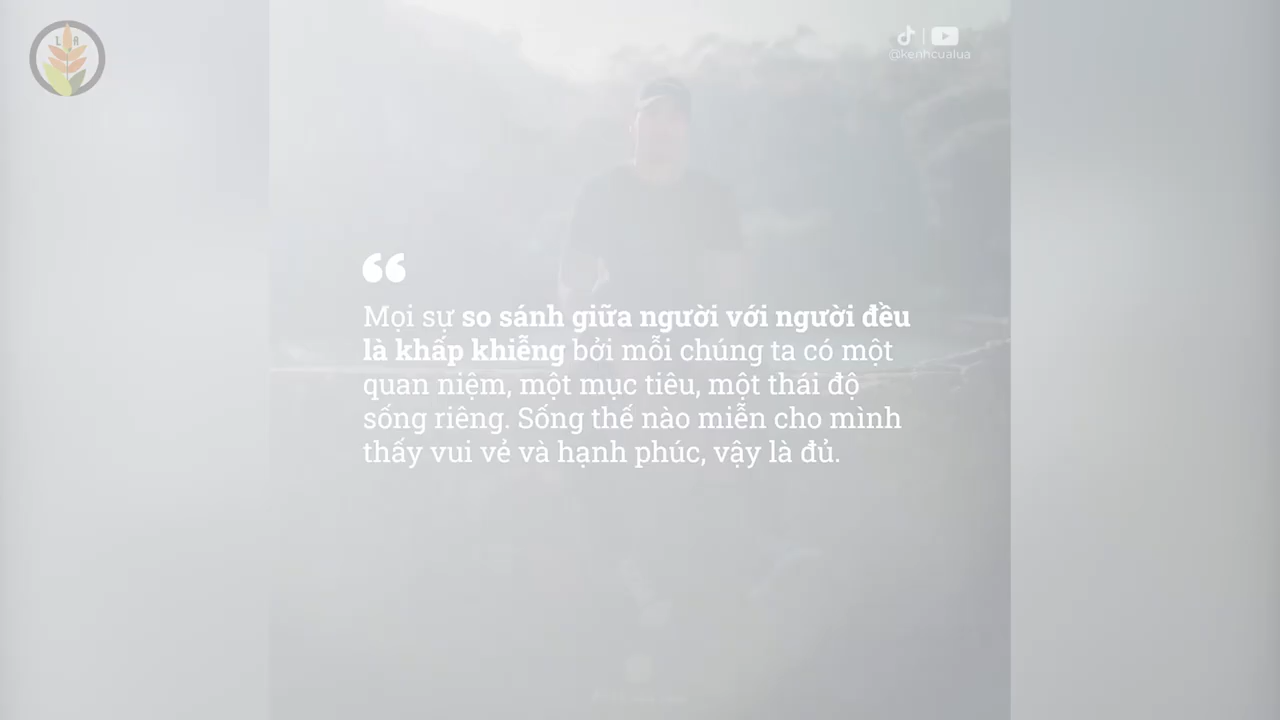 L A
@kenhcualua
Mọi sự so sánh giữa người với người đều
là khấp khiễng bởi mỗi chúng ta có một
quan niệm, một mục tiêu, một thái độ
sống riêng. Sống thế nào miễn cho mình
thấy vui vẻ và hạnh phúc, vậy là đủ.